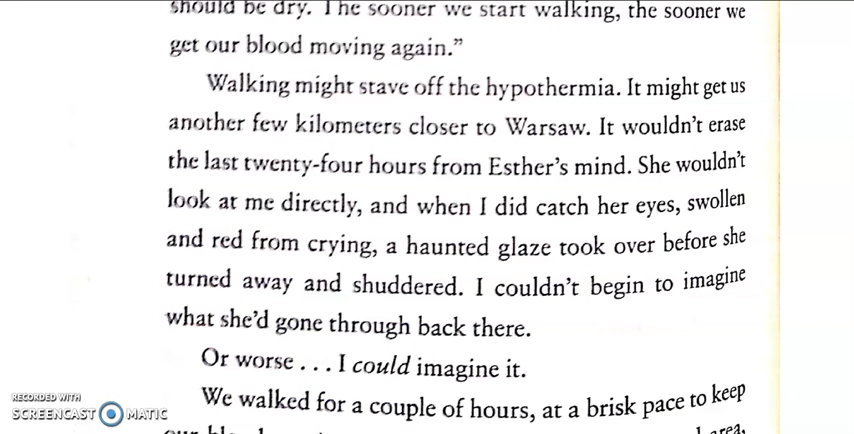 should be dry. The sooner we start walking, the sooner we
get our blood moving again.”
Walking might stave off the hypothermia. It might get us
another few kilometers closer to Warsaw. It wouldn’t erase
the last twenty-four hours from Esther’s mind. She wouldn’t
look at me directly, and when I did catch her eyes, swollen
and red from crying, a haunted glaze took over before she
turned away and shuddered. I couldn’t begin to imagine
what she’d gone through back there.
Or worse . . . I could imagine it.
We walked for a couple of hours, at a brisk pace to keep
RECORDED WITH
SCREENCAST MATIC